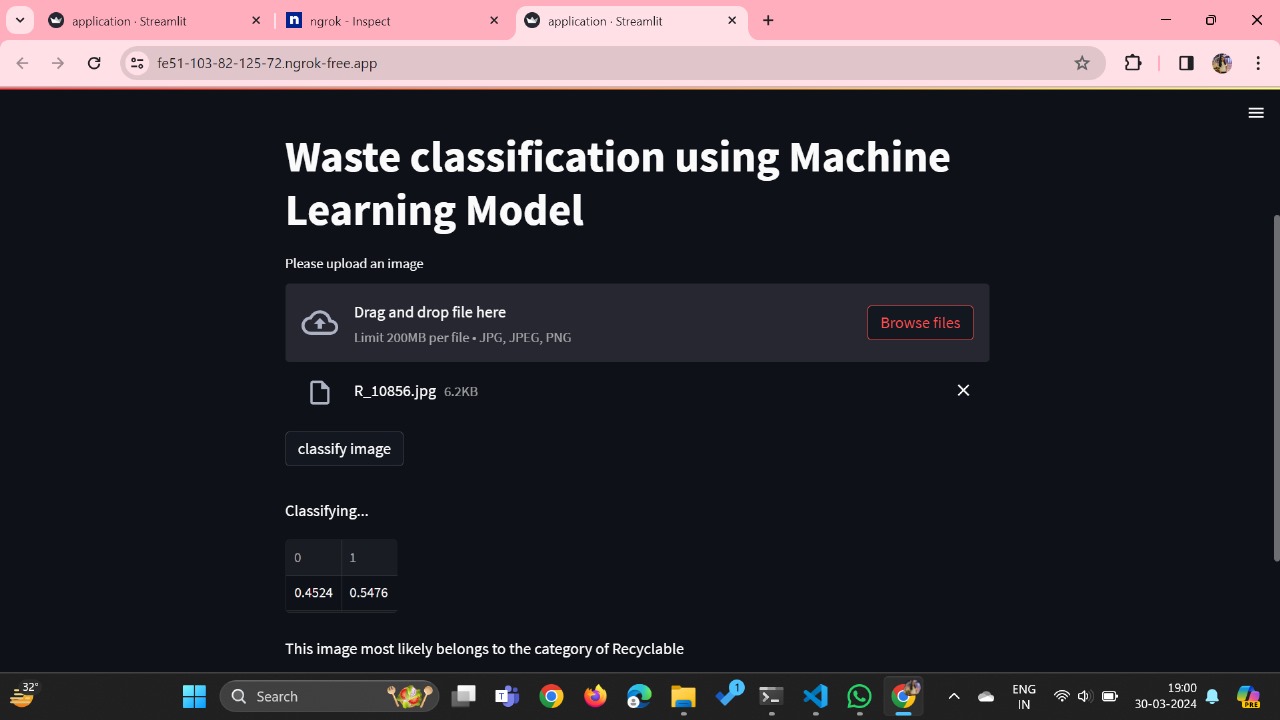 application · Streamlit
ngrok - Inspect
application · Streamlit
fe51-103-82-125-72.ngrok-free.app
Waste classification using Machine
Learning Model
Please upload an image
Drag and drop file here
Limit 200MB per file • JPG, JPEG, PNG
Browse files
R_10856.jpg 6.2KB
classify image
Classifying...
0 1
0.4524 0.5476
This image most likely belongs to the category of Recyclable
32°
Search
1
ENG
IN
19:00
30-03-2024
PRE